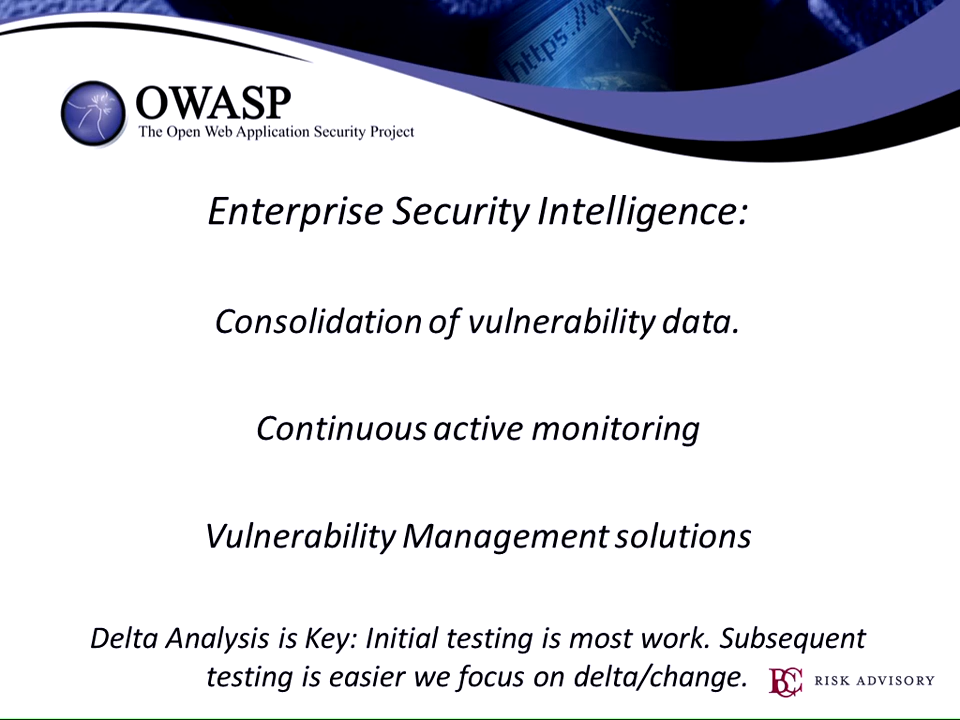 https://w
OWASP
The Open Web Application Security Project
Enterprise Security Intelligence:
Consolidation of vulnerability data.
Continuous active monitoring
Vulnerability Management solutions
Delta Analysis is Key: Initial testing is most work. Subsequent
testing is easier we focus on delta/change.
BCC RISK ADVISORY